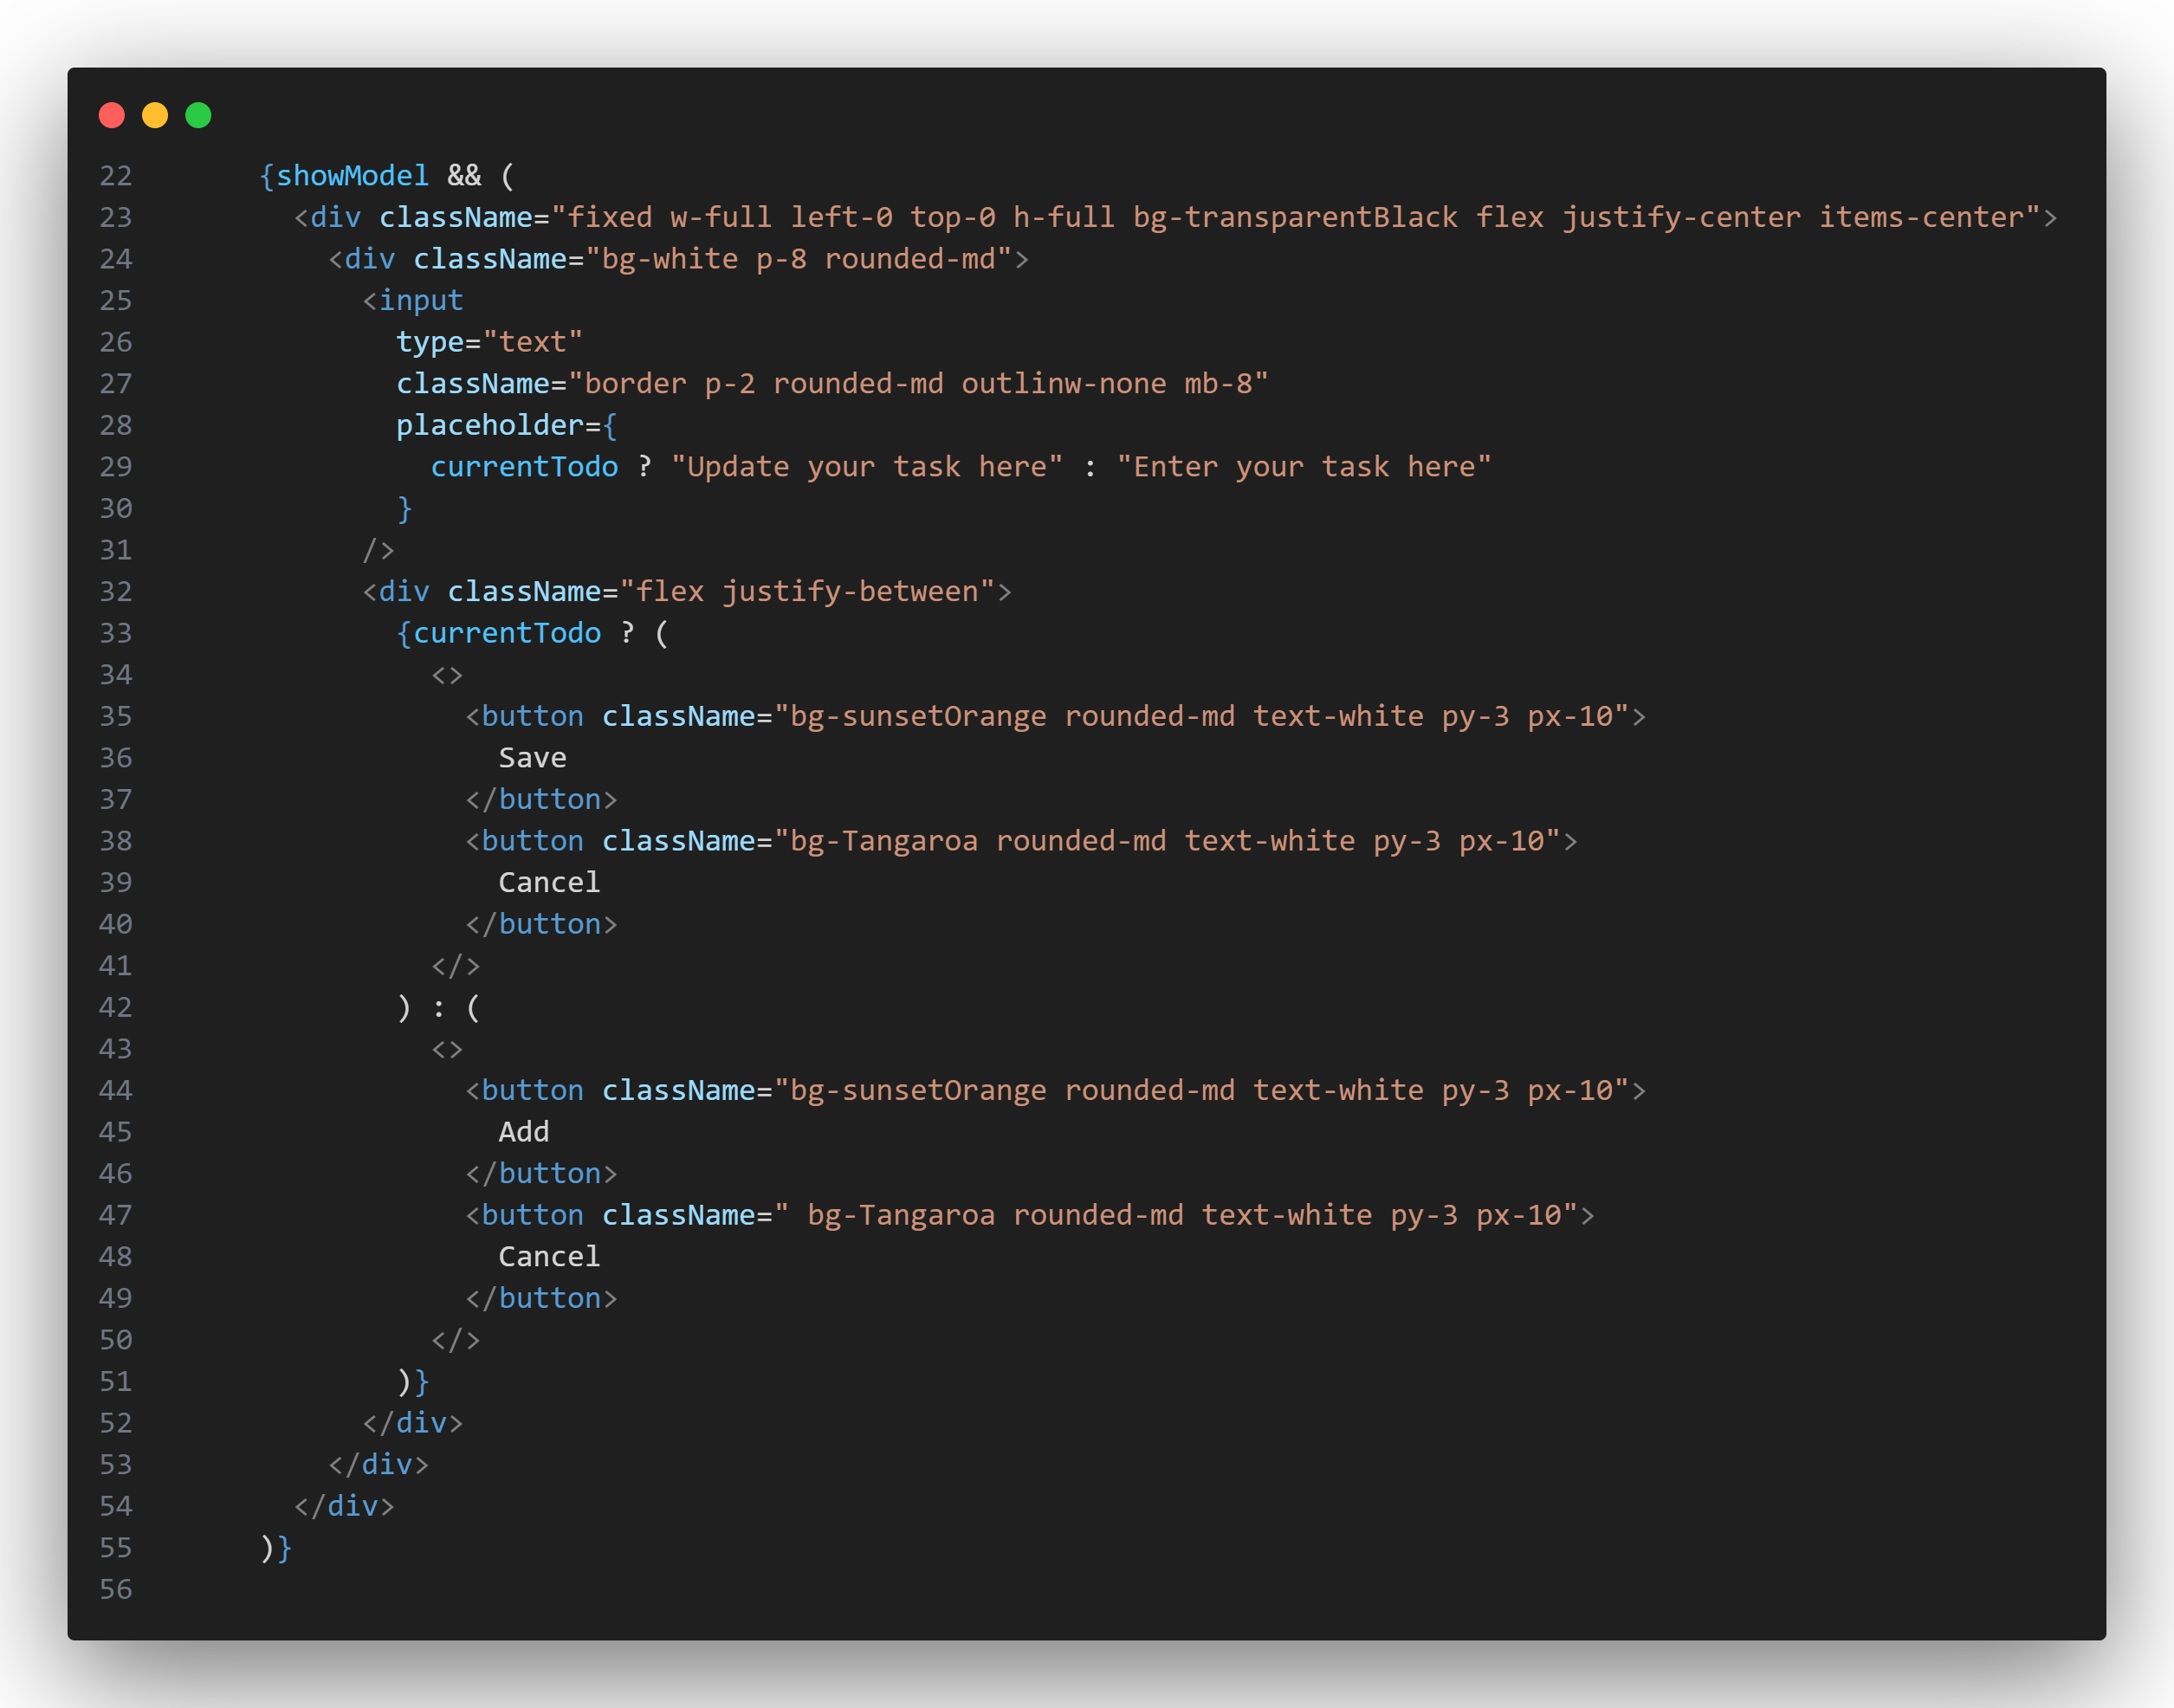 22 {showModel && (
23 <div className="fixed w-full left-0 top-0 h-full bg-transparentBlack flex justify-center items-center">
24 <div className="bg-white p-8 rounded-md">
25 <input
26 type="text"
27 className="border p-2 rounded-md outlinw-none mb-8"
28 placeholder={
29 currentTodo ? "Update your task here" : "Enter your task here"
30 }
31 />
32 <div className="flex justify-between">
33 {currentTodo ? (
34 <>
35 <button className="bg-sunsetOrange rounded-md text-white py-3 px-10">
36 Save
37 </button>
38 <button className="bg-Tangaroa rounded-md text-white py-3 px-10">
39 Cancel
40 </button>
41 </>
42 ) : (
43 <>
44 <button className="bg-sunsetOrange rounded-md text-white py-3 px-10">
45 Add
46 </button>
47 <button className=" bg-Tangaroa rounded-md text-white py-3 px-10">
48 Cancel
49 </button>
50 </>
51 )}
52 </div>
53 </div>
54 </div>
55 )}
56